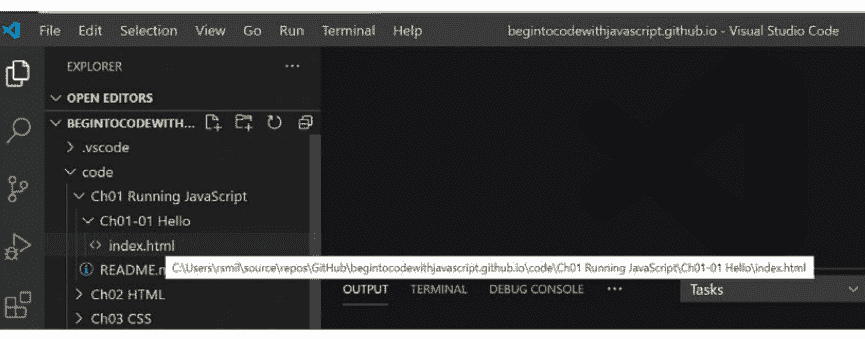 File Edit Selection View Go Run Terminal Help begintocodewithjavascript.github.io - Visual Studio Code
EXPLORER ...
OPEN EDITORS
BEGINTOCODEWITH...
.vscode
code
Ch01 Running JavaScript
Ch01-01 Hello
<> index.html
README.m
C:\Users\rsmil\source\repos\GitHub\begintocodewithjavascript.github.io\code\Ch01 Running JavaScript\Ch01-01 Hello\index.html
Ch02 HTML
Ch03 CSS
OUTPUT TERMINAL DEBUG CONSOLE ... Tasks